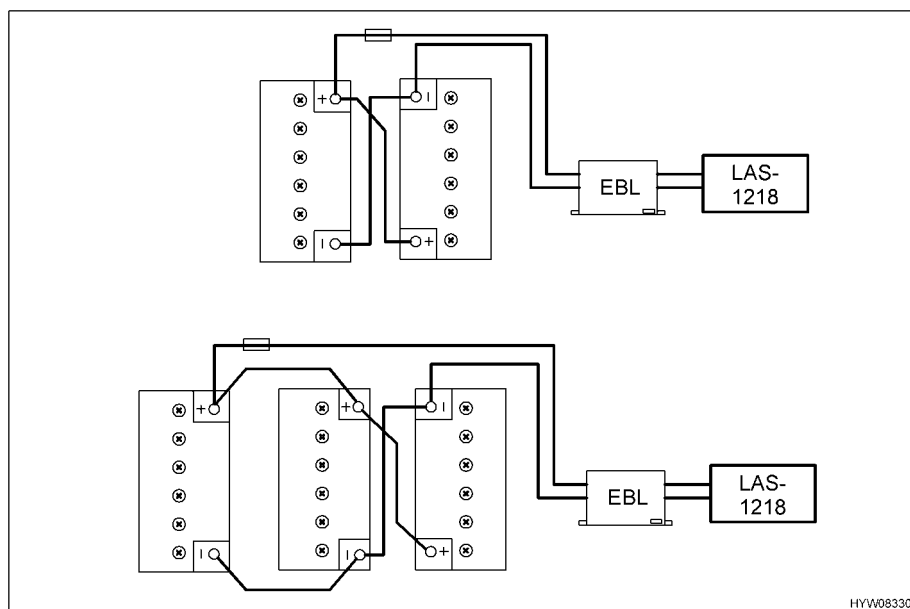 +
−
−
+
EBL
LAS-
1218
+
+
−
−
−
+
EBL
LAS-
1218
HYW08330